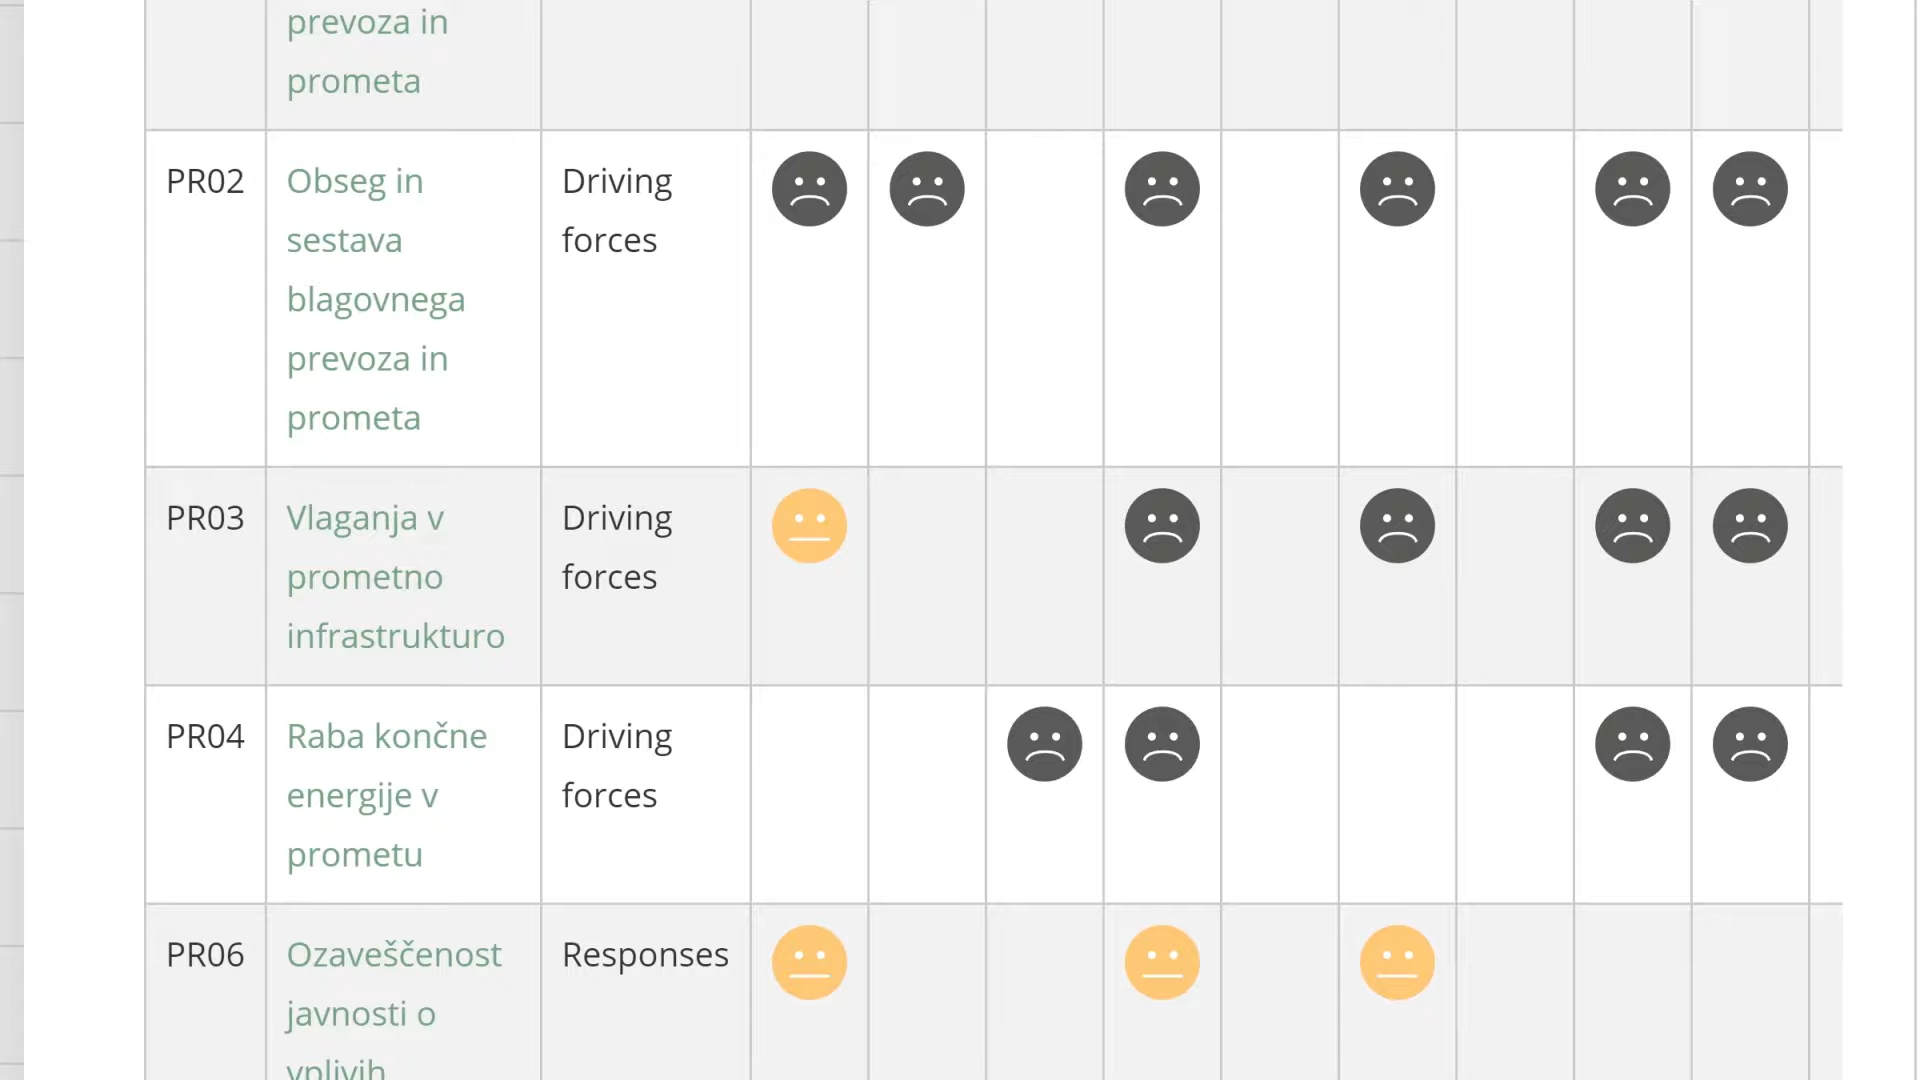 prevoza in
prometa
PR02
Obseg in
sestava
blagovnega
prevoza in
prometa
Driving
forces
PR03
Vlaganja v
prometno
infrastrukturo
Driving
forces
PR04
Raba končne
energije v
prometu
Driving
forces
PR06
Ozaveščenost
javnosti o
vplivih
Responses